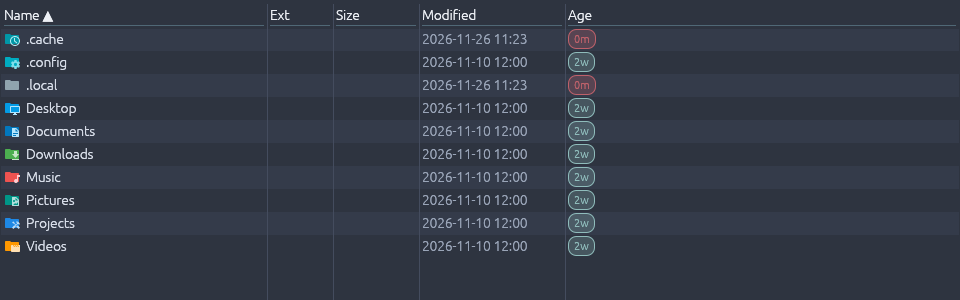 Name ▲ Ext Size Modified Age
.cache 2026-11-26 11:23 0m
.config 2026-11-10 12:00 2w
.local 2026-11-26 11:23 0m
Desktop 2026-11-10 12:00 2w
Documents 2026-11-10 12:00 2w
Downloads 2026-11-10 12:00 2w
Music 2026-11-10 12:00 2w
Pictures 2026-11-10 12:00 2w
Projects 2026-11-10 12:00 2w
Videos 2026-11-10 12:00 2w